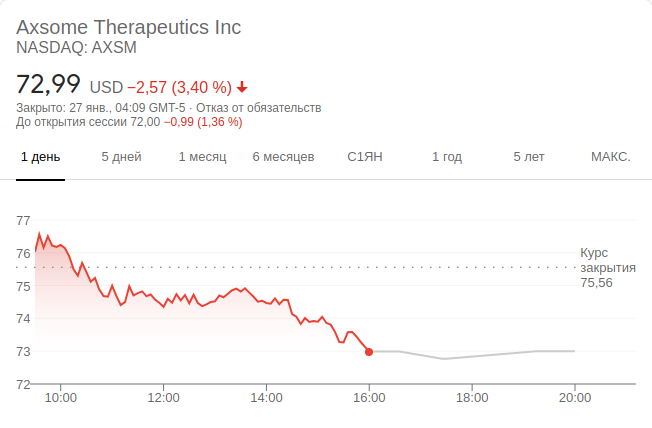 Axsome Therapeutics Inc
NASDAQ: AXSM
72,99 USD −2,57 (3,40 %)
Закрыто: 27 янв., 04:09 GMT-5 · Отказ от обязательств
До открытия сессии 72,00 −0,99 (1,36 %)
1 день 5 дней 1 месяц 6 месяцев С1ЯН 1 год 5 лет МАКС.
77
76
75
74
73
72
Курс
закрытия
75,56
10:00 12:00 14:00 16:00 18:00 20:00